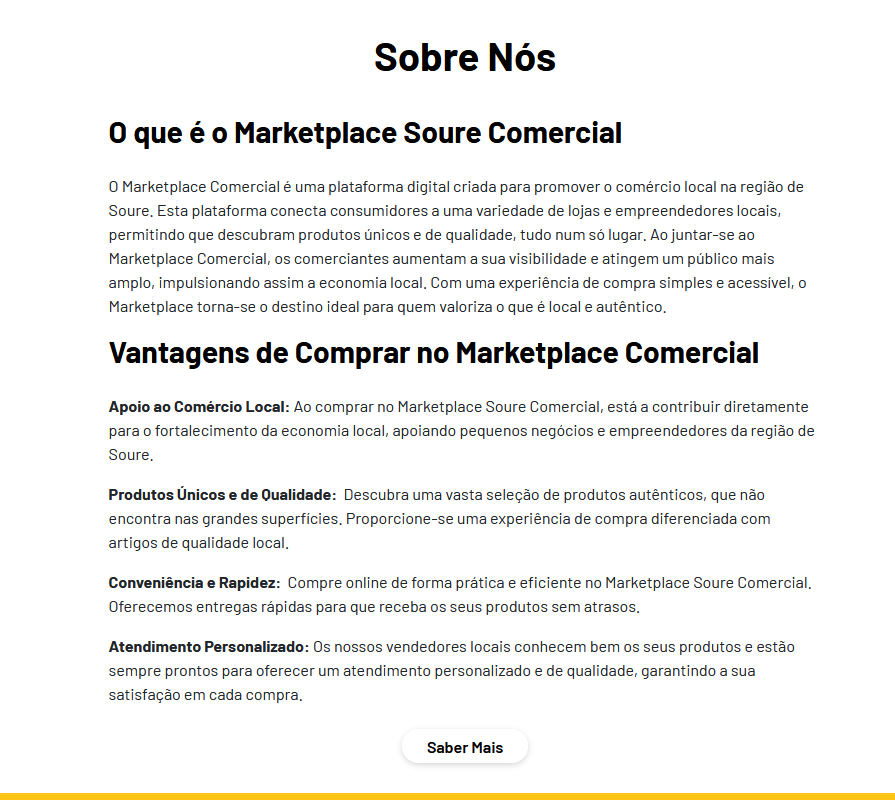 Sobre Nós
O que é o Marketplace Soure Comercial
O Marketplace Comercial é uma plataforma digital criada para promover o comércio local na região de
Soure. Esta plataforma conecta consumidores a uma variedade de lojas e empreendedores locais,
permitindo que descubram produtos únicos e de qualidade, tudo num só lugar. Ao juntar-se ao
Marketplace Comercial, os comerciantes aumentam a sua visibilidade e atingem um público mais
amplo, impulsionando assim a economia local. Com uma experiência de compra simples e acessível, o
Marketplace torna-se o destino ideal para quem valoriza o que é local e autêntico.
Vantagens de Comprar no Marketplace Comercial
Apoio ao Comércio Local: Ao comprar no Marketplace Soure Comercial, está a contribuir diretamente
para o fortalecimento da economia local, apoiando pequenos negócios e empreendedores da região de
Soure.
Produtos Únicos e de Qualidade: Descubra uma vasta seleção de produtos autênticos, que não
encontra nas grandes superfícies. Proporcione-se uma experiência de compra diferenciada com
artigos de qualidade local.
Conveniência e Rapidez: Compre online de forma prática e eficiente no Marketplace Soure Comercial.
Oferecemos entregas rápidas para que receba os seus produtos sem atrasos.
Atendimento Personalizado: Os nossos vendedores locais conhecem bem os seus produtos e estão
sempre prontos para oferecer um atendimento personalizado e de qualidade, garantindo a sua
satisfação em cada compra.
Saber Mais